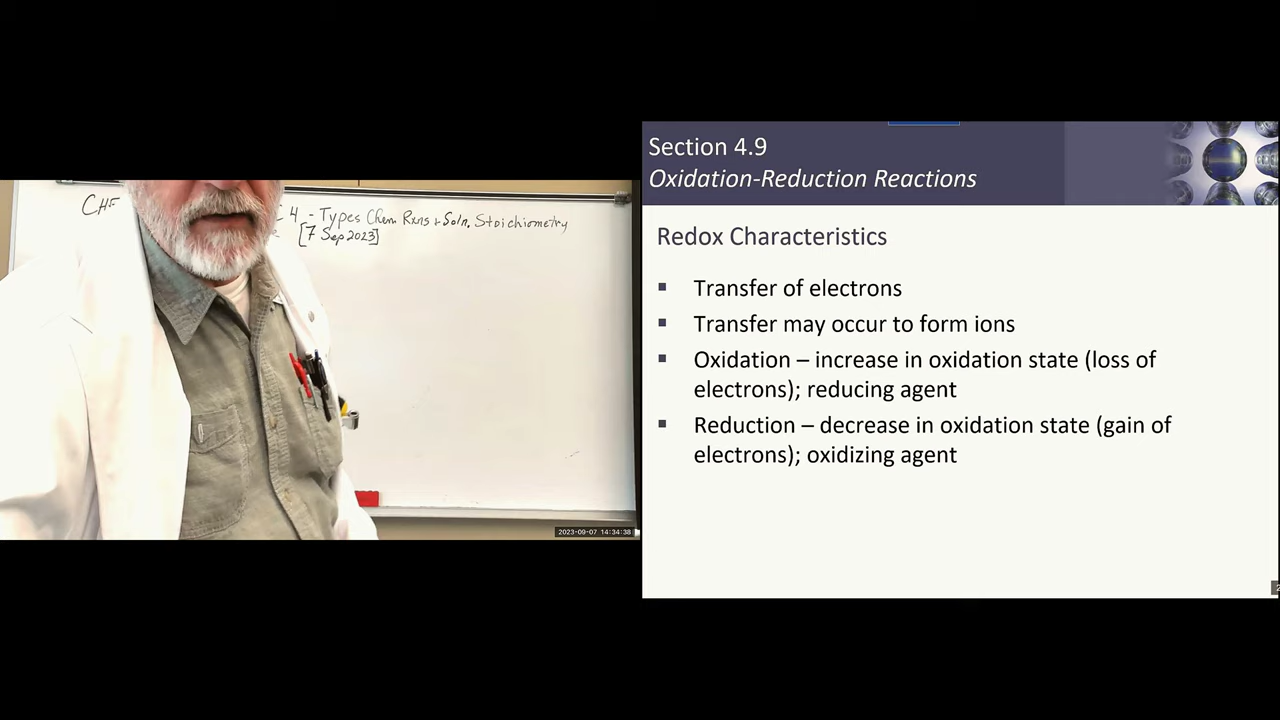 CHE
4 - Types Chem Rxns + Soln. Stoichiometry
[7 Sep 2023]
2023-09-07 14:34:38
Section 4.9
Oxidation-Reduction Reactions
Redox Characteristics
▪ Transfer of electrons
▪ Transfer may occur to form ions
▪ Oxidation – increase in oxidation state (loss of
electrons); reducing agent
▪ Reduction – decrease in oxidation state (gain of
electrons); oxidizing agent